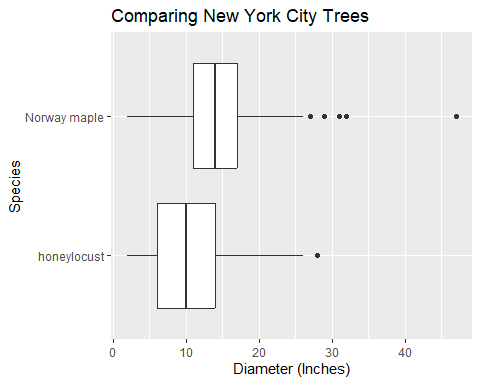 Comparing New York City Trees
Species
Norway maple
honeylocust
0 10 20 30 40
Diameter (Inches)